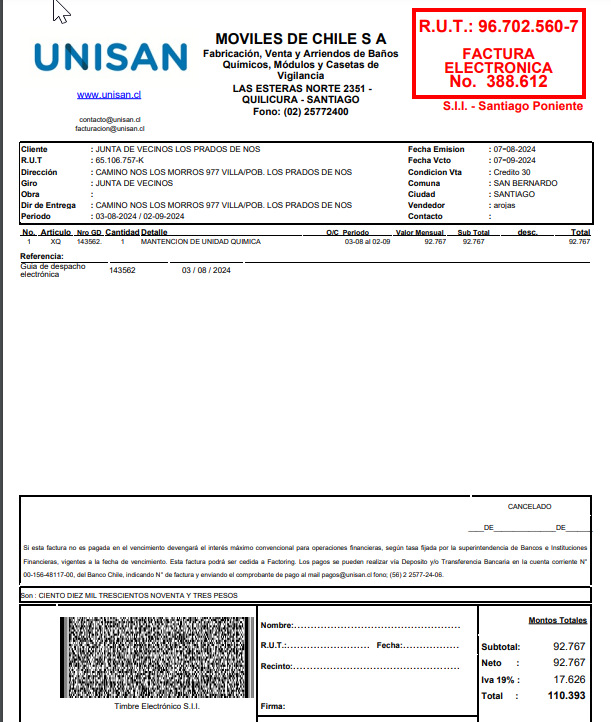 UNISAN
www.unisan.cl
contacto@unisan.cl
facturacion@unisan.cl
MOVILES DE CHILE S A
Fabricación, Venta y Arriendos de Baños
Químicos, Módulos y Casetas de
Vigilancia
LAS ESTERAS NORTE 2351 -
QUILICURA - SANTIAGO
Fono: (02) 25772400
R.U.T.: 96.702.560-7
FACTURA
ELECTRONICA
No. 388.612
S.I.I. - Santiago Poniente
Cliente : JUNTA DE VECINOS LOS PRADOS DE NOS Fecha Emision : 07-08-2024
R.U.T : 65.106.757-K Fecha Vcto : 07-09-2024
Dirección : CAMINO NOS LOS MORROS 977 VILLA/POB. LOS PRADOS DE NOS Condicion Vta : Credito 30
Giro : JUNTA DE VECINOS Comuna : SAN BERNARDO
Obra : Ciudad : SANTIAGO
Dir de Entrega : CAMINO NOS LOS MORROS 977 VILLA/POB. LOS PRADOS DE NOS Vendedor : arojas
Periodo : 03-08-2024 / 02-09-2024 Contacto :
No. Artículo Nro GD Cantidad Detalle O/C Período Valor Mensual Sub Total desc. Total
1 XQ 143562. 1 MANTENCION DE UNIDAD QUIMICA 03-08 al 02-09 92.767 92.767 92.767
Referencia:
Guia de despacho electrónica 143562 03 / 08 / 2024
CANCELADO
____DE______________DE______
Si esta factura no es pagada en el vencimiento devengará el interés máximo convencional para operaciones financieras, según tasa fijada por la superintendencia de Bancos e Instituciones
Financieras, vigentes a la fecha de vencimiento. Esta factura podrá ser cedida a Factoring. Los pagos se pueden realizar vía Deposito y/o Transferencia Bancaria en la cuenta corriente N°
00-156-48117-00, del Banco Chile, indicando N° de factura y enviando el comprobante de pago al mail pagos@unisan.cl fono; (56) 2 2577-24-06.
Son : CIENTO DIEZ MIL TRESCIENTOS NOVENTA Y TRES PESOS
Timbre Electrónico S.I.I.
Nombre:..................................................
R.U.T.:......................... Fecha:.................
Recinto:..................................................
Firma:
Montos Totales
Subtotal: 92.767
Neto : 92.767
Iva 19% : 17.626
Total : 110.393